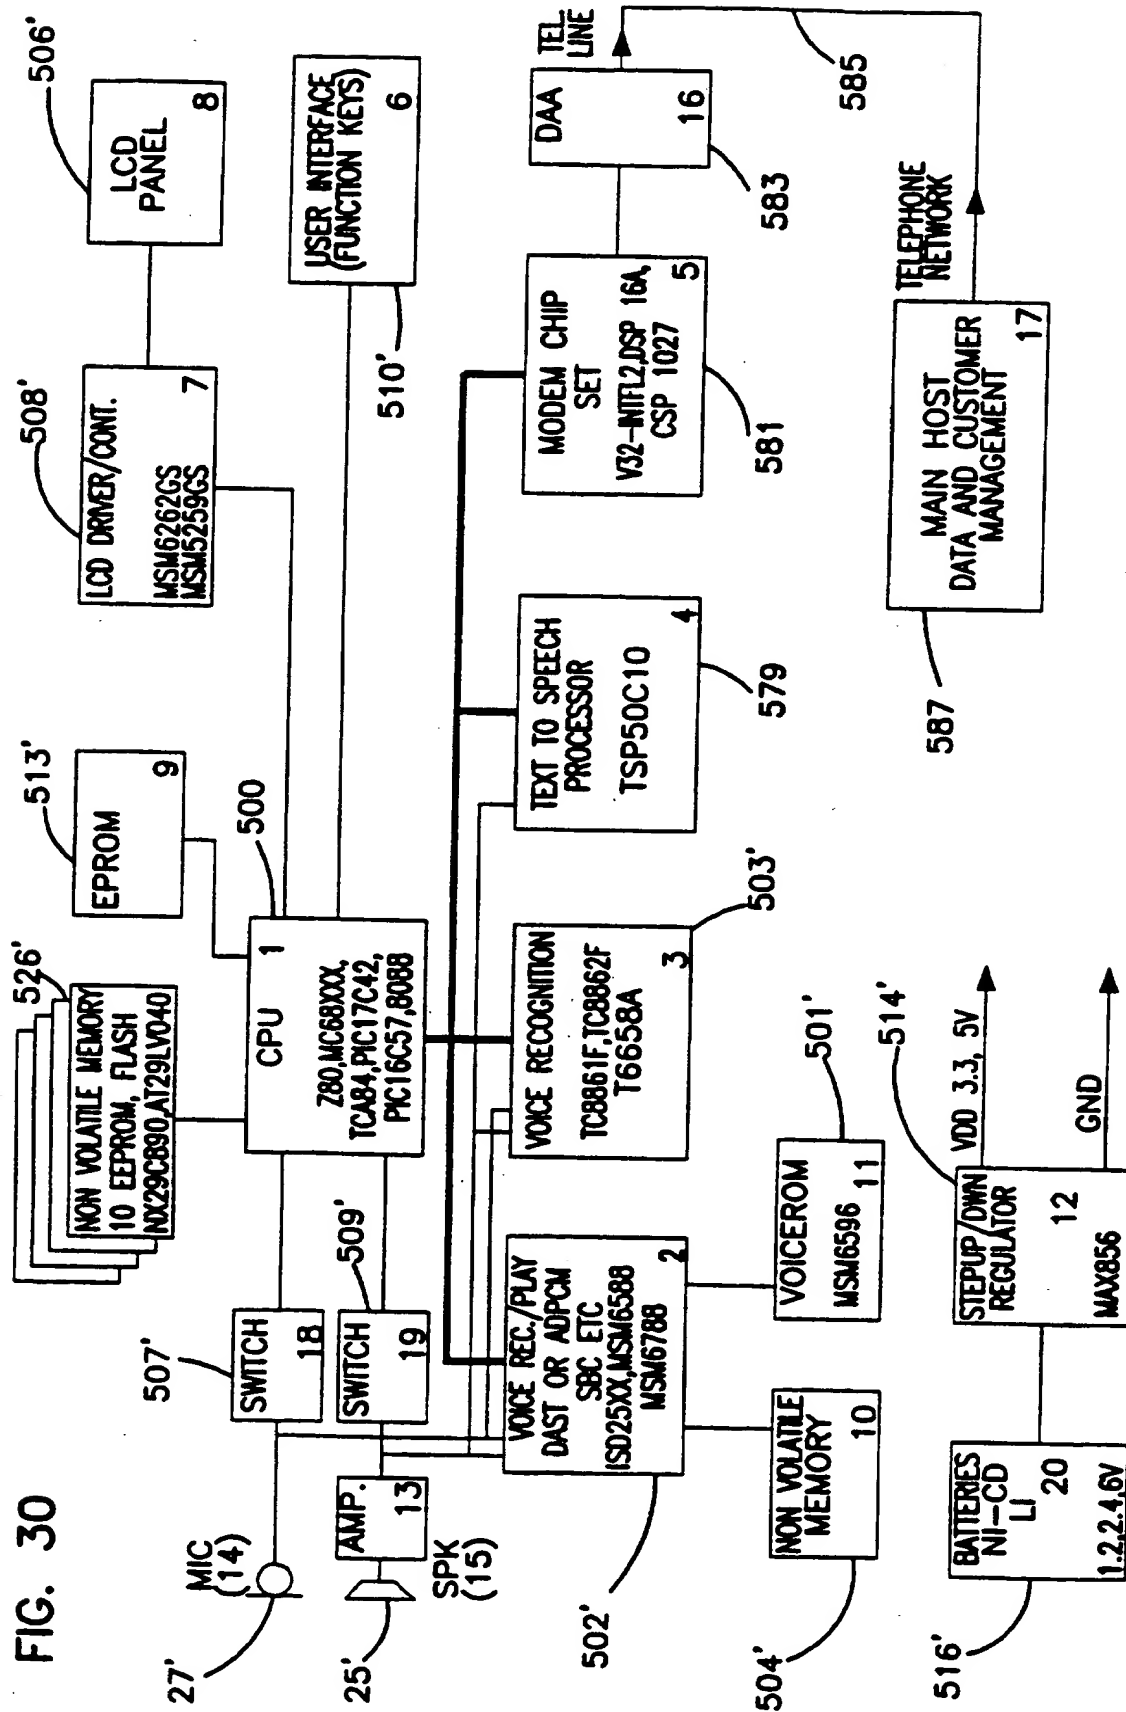 FIG. 30
506'
LCD
PANEL
8
508'
LCD DRIVER/CONT.
7
MSM6262GS
MSM5259GS
513'
EPROM
9
526'
NON VOLATILE MEMORY
10 EEPROM, FLASH
NX29C890,AT29LV040
500
1
CPU
Z80,MC68XXX,
TCA84,PIC17C42,
PIC16C57,8088
USER INTERFACE
(FUNCTION KEYS)
6
510'
507'
SWITCH
18
509'
SWITCH
19
MIC
(14)
27'
AMP.
13
SPK
(15)
25'
VOICE REC./PLAY
DAST OR ADPCM
SBC ETC
ISD25XX,MSM6588
MSM6788
2
502'
VOICE RECOGNITION
TC8861F,TC8862F
T6658A
3
503'
TEXT TO SPEECH
PROCESSOR
TSP50C10
4
579
MODEM CHIP
SET
V32-INTFL2,DSP 16A,
CSP 1027
5
581
DAA
16
583
TEL.
LINE
585
NON VOLATILE
MEMORY
10
504'
VOICEROM
MSM6596
11
501'
BATTERIES
NI-CD
LI
20
1.2,2.4,6V
516'
STEPUP/DWN
REGULATOR
12
MAX856
514'
VDD 3.3, 5V
GND
MAIN HOST
DATA AND CUSTOMER
MANAGEMENT
17
587
TELEPHONE
NETWORK